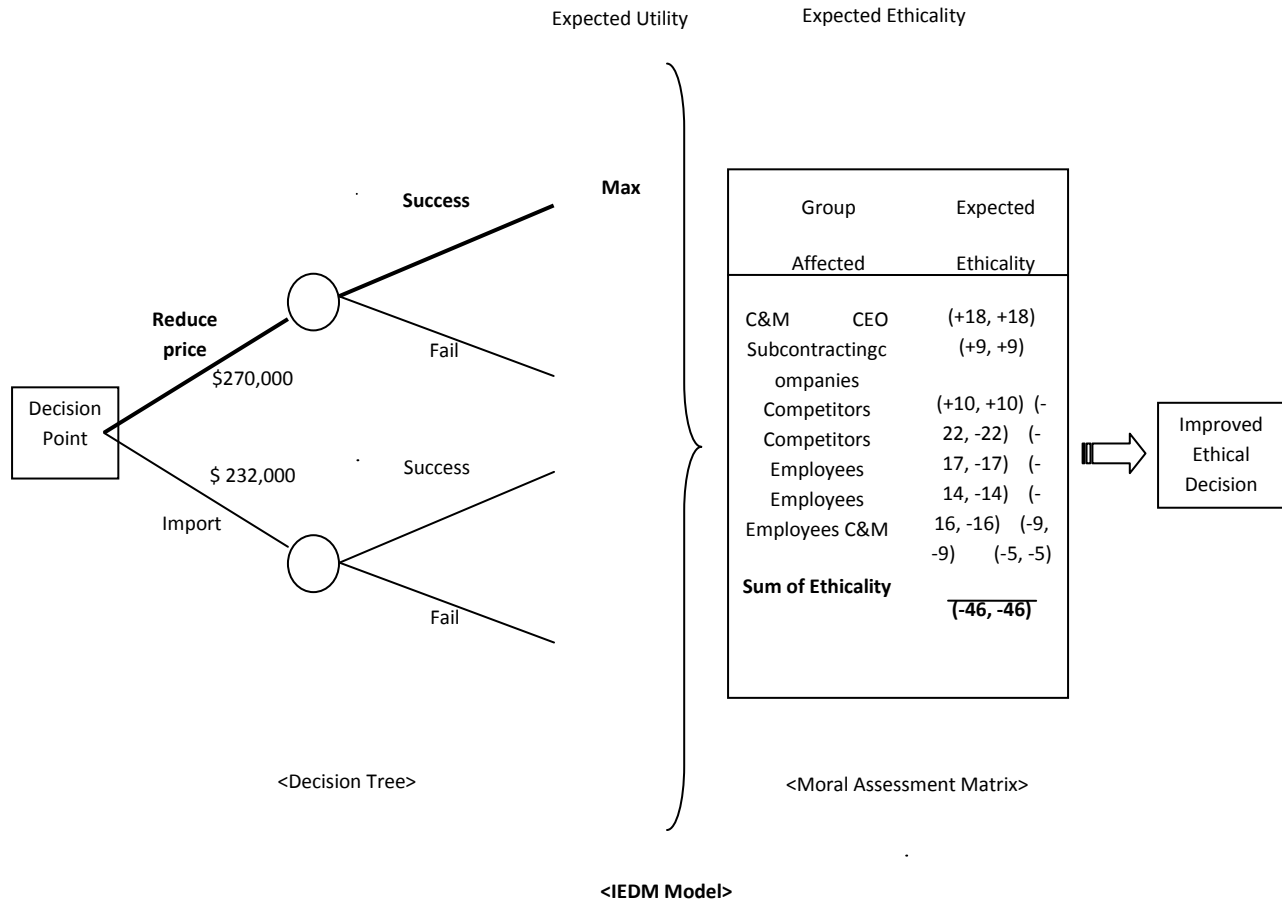 Expected Utility
Expected Ethicality
Success
Max
Reduce
price
$270,000
Fail
Decision
Point
$ 232,000
Import
Success
Fail
<Decision Tree>
Group Expected
Affected Ethicality
C&M CEO (+18, +18)
Subcontractingc (+9, +9)
ompanies
Competitors (+10, +10) (-
Competitors 22, -22) (-
Employees 17, -17) (-
Employees 14, -14) (-
Employees C&M 16, -16) (-9,
-9) (-5, -5)
Sum of Ethicality
(-46, -46)
<Moral Assessment Matrix>
Improved
Ethical
Decision
<IEDM Model>